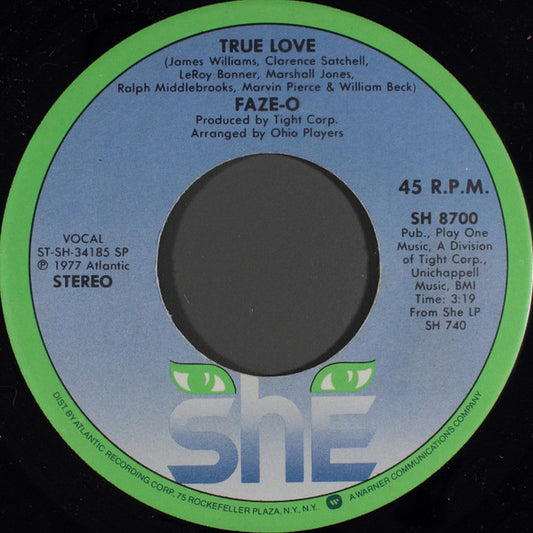 TRUE LOVE
(James Williams, Clarence Satchell,
LeRoy Bonner, Marshall Jones,
Ralph Middlebrooks, Marvin Pierce & William Beck)
FAZE-O
Produced by Tight Corp.
Arranged by Ohio Players
VOCAL
ST-SH-34185 SP
℗ 1977 Atlantic
STEREO
45 R.P.M.
SH 8700
Pub., Play One
Music, A Division
of Tight Corp.,
Unichappell
Music, BMI
Time: 3:19
From She LP
SH 740
ShE
DIST. BY ATLANTIC RECORDING CORP. 75 ROCKEFELLER PLAZA, N.Y., N.Y. A WARNER COMMUNICATIONS COMPANY